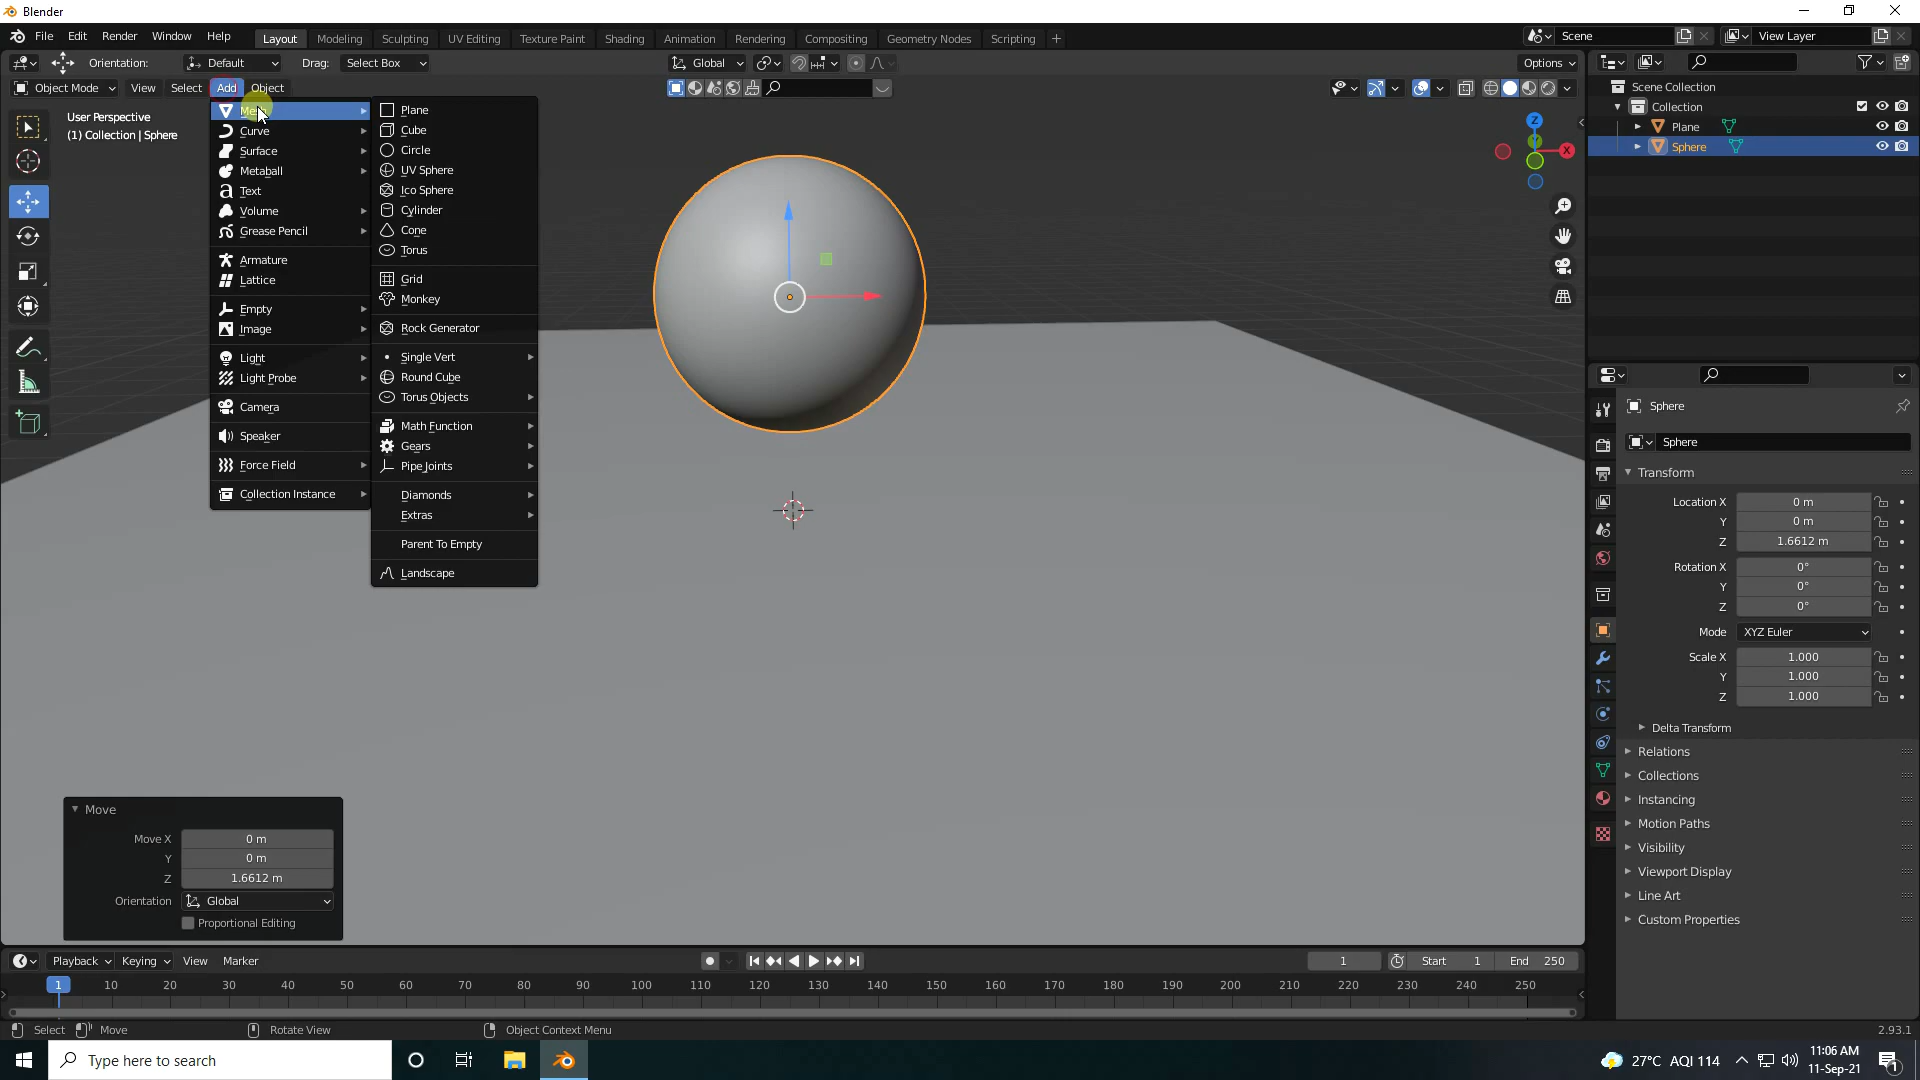 Blender
File Edit Render Window Help Layout Modeling Sculpting UV Editing Texture Paint Shading Animation Rendering Compositing Geometry Nodes Scripting + Scene View Layer
Orientation: Default Drag: Select Box Global Options
Object Mode View Select Add Object
User Perspective
(1) Collection | Sphere
Curve
Surface
Metaball
Text
Volume
Grease Pencil
Armature
Lattice
Empty
Image
Light
Light Probe
Camera
Speaker
Force Field
Collection Instance
Plane
Cube
Circle
UV Sphere
Ico Sphere
Cylinder
Cone
Torus
Grid
Monkey
Rock Generator
Single Vert
Round Cube
Torus Objects
Math Function
Gears
Pipe Joints
Diamonds
Extras
Parent To Empty
Landscape
Z
X
Scene Collection
Collection
Plane
Sphere
Sphere
Sphere
Transform
Location X 0 m
Y 0 m
Z 1.6612 m
Rotation X 0°
Y 0°
Z 0°
Mode XYZ Euler
Scale X 1.000
Y 1.000
Z 1.000
Delta Transform
Relations
Collections
Instancing
Motion Paths
Visibility
Viewport Display
Line Art
Custom Properties
Move
Move X 0 m
Y 0 m
Z 1.6612 m
Orientation Global
Proportional Editing
Playback Keying View Marker 1 Start 1 End 250
1 10 20 30 40 50 60 70 80 90 100 110 120 130 140 150 160 170 180 190 200 210 220 230 240 250
Select Move Rotate View Object Context Menu 2.93.1
Type here to search 27°C AQI 114 11:06 AM
11-Sep-21 1